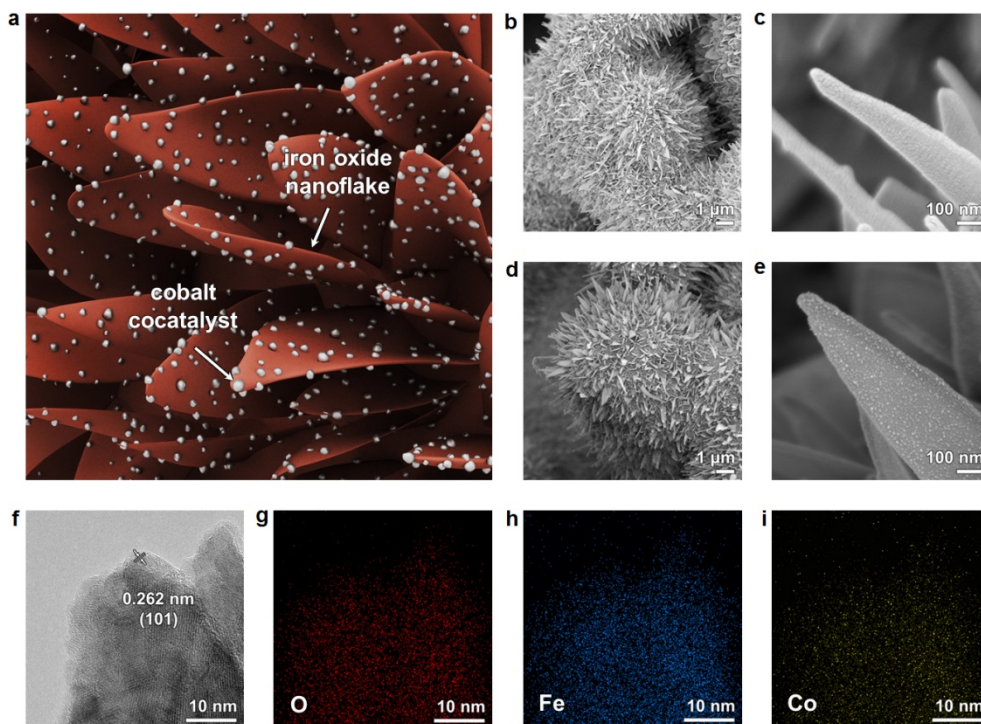 a
iron oxide
nanoflake
cobalt
cocatalyst
b
1 μm
c
100 nm
d
1 μm
e
100 nm
f
0.262 nm
(101)
10 nm
g
O
10 nm
h
Fe
10 nm
i
Co
10 nm